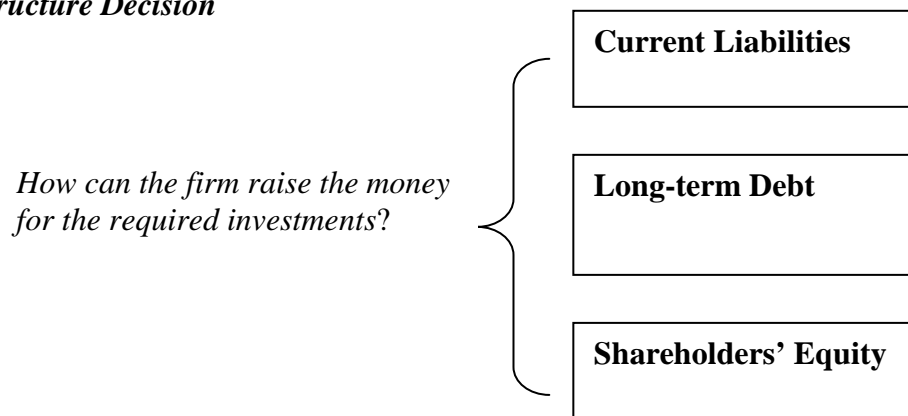 Decision
Current Liabilities
How can the firm raise the money
for the required investments?
Long-term Debt
Shareholders’ Equity